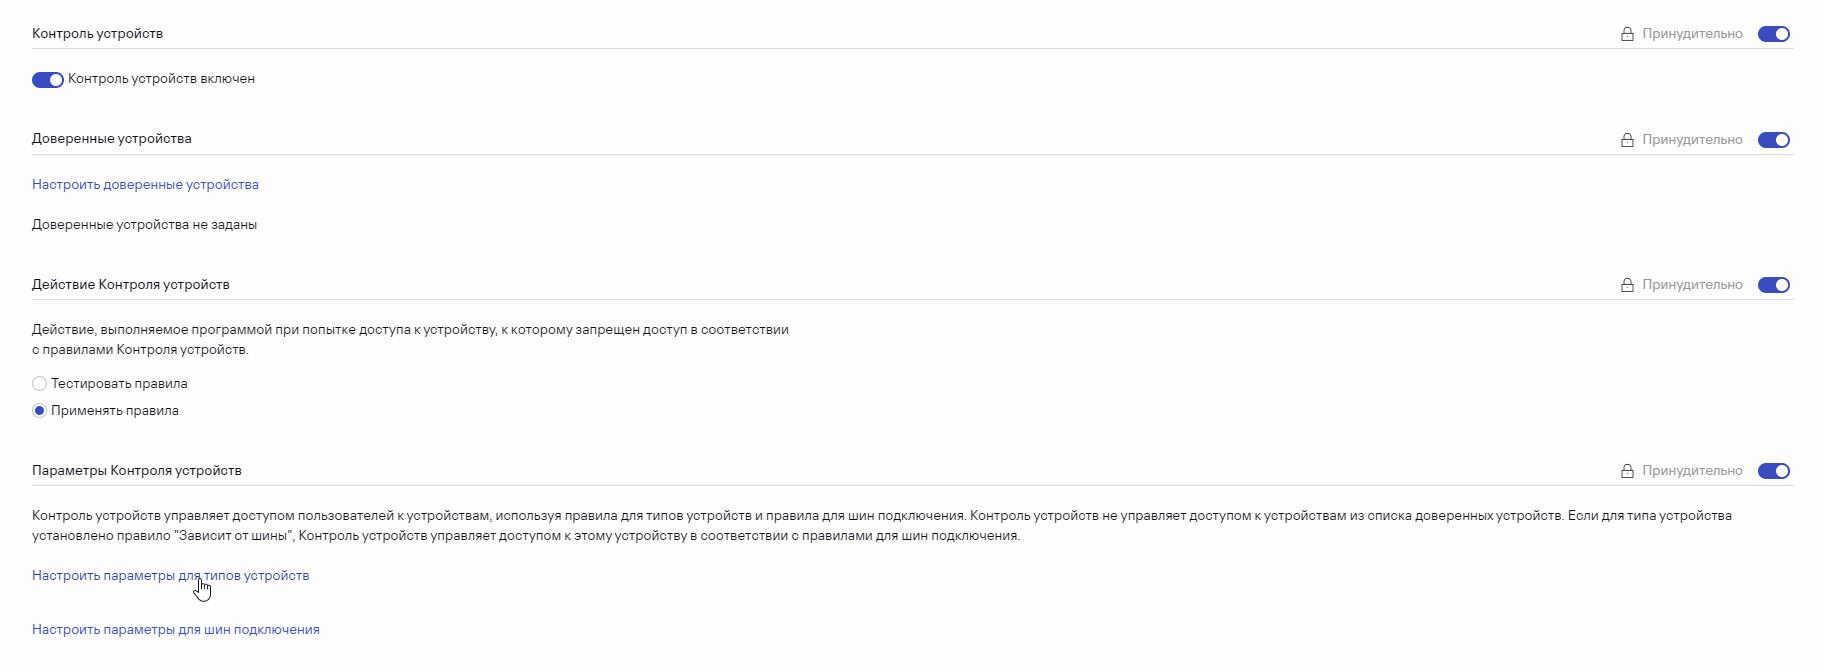 Контроль устройств
Принудительно
Контроль устройств включен
Доверенные устройства
Принудительно
Настроить доверенные устройства
Доверенные устройства не заданы
Действие Контроля устройств
Принудительно
Действие, выполняемое программой при попытке доступа к устройству, к которому запрещен доступ в соответствии
с правилами Контроля устройств.
Тестировать правила
Применять правила
Параметры Контроля устройств
Принудительно
Контроль устройств управляет доступом пользователей к устройствам, используя правила для типов устройств и правила для шин подключения. Контроль устройств не управляет доступом к устройствам из списка доверенных устройств. Если для типа устройства
установлено правило "Зависит от шины", Контроль устройств управляет доступом к этому устройству в соответствии с правилами для шин подключения.
Настроить параметры для типов устройств
Настроить параметры для шин подключения